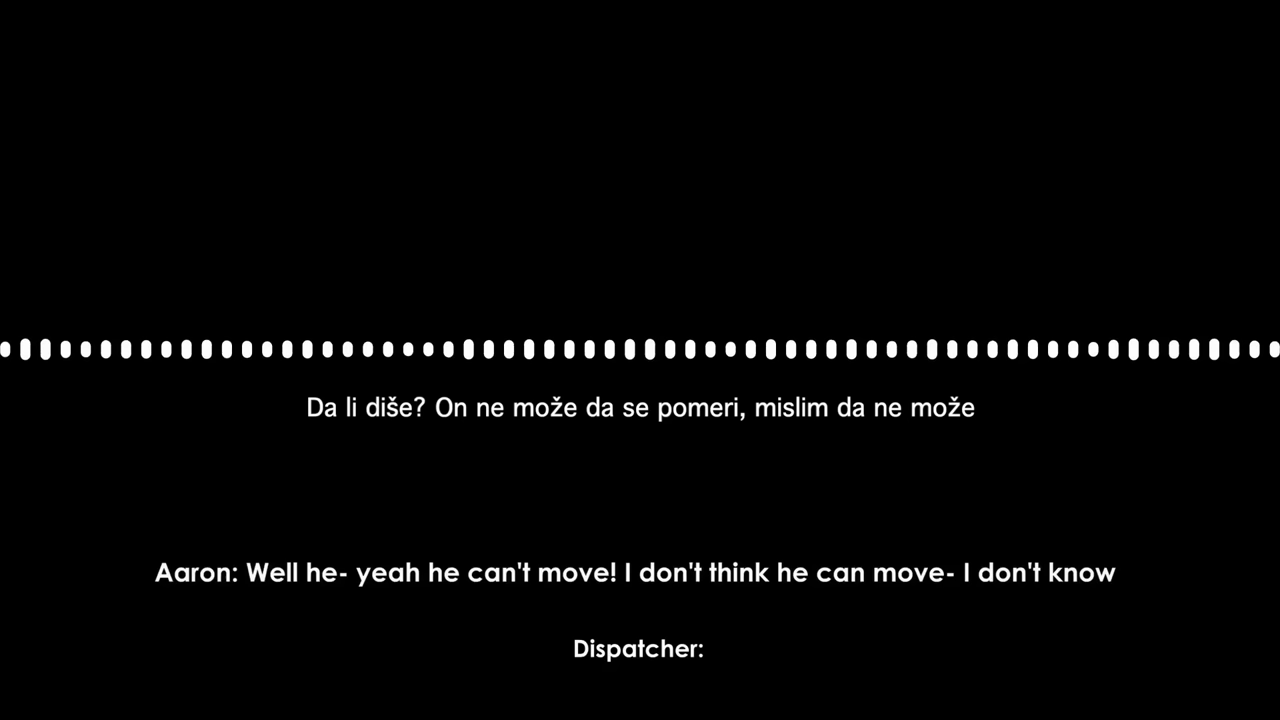 Da li diše? On ne može da se pomeri, mislim da ne može
Aaron: Well he- yeah he can't move! I don't think he can move- I don't know
Dispatcher: